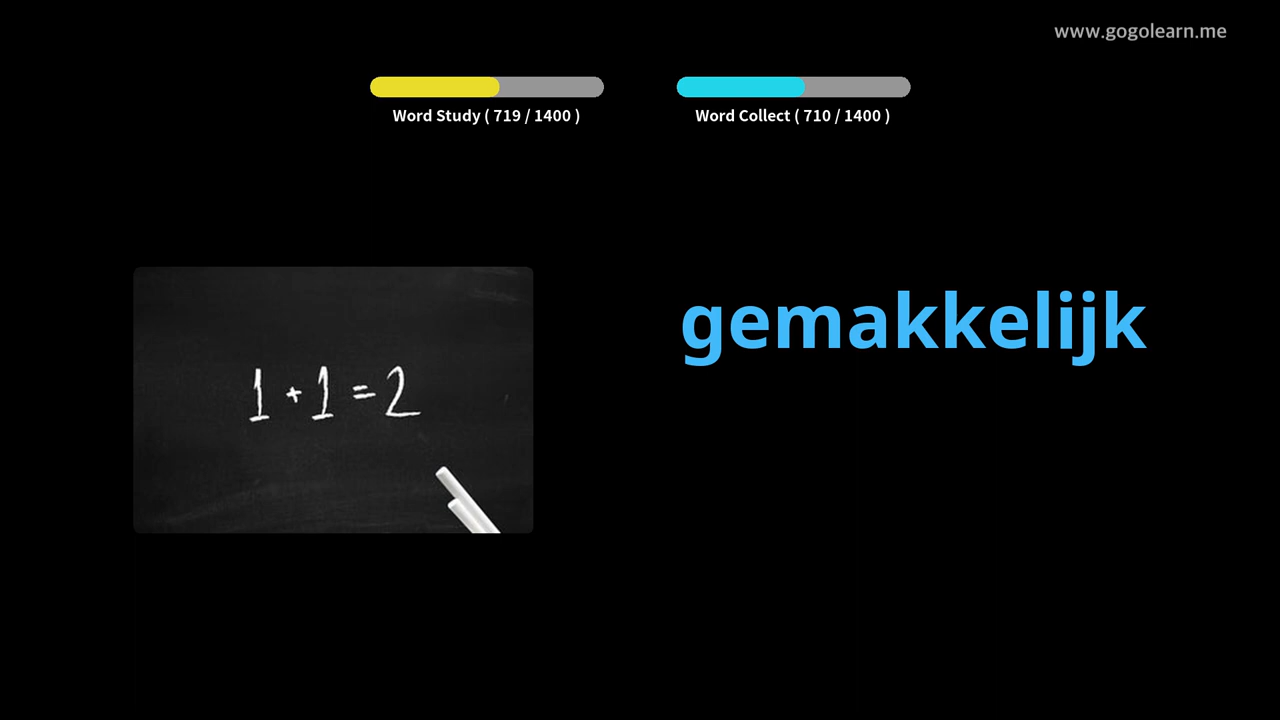 www.gogolearn.me
Word Study ( 719 / 1400 )
Word Collect ( 710 / 1400 )
gemakkelijk
1 + 1 = 2